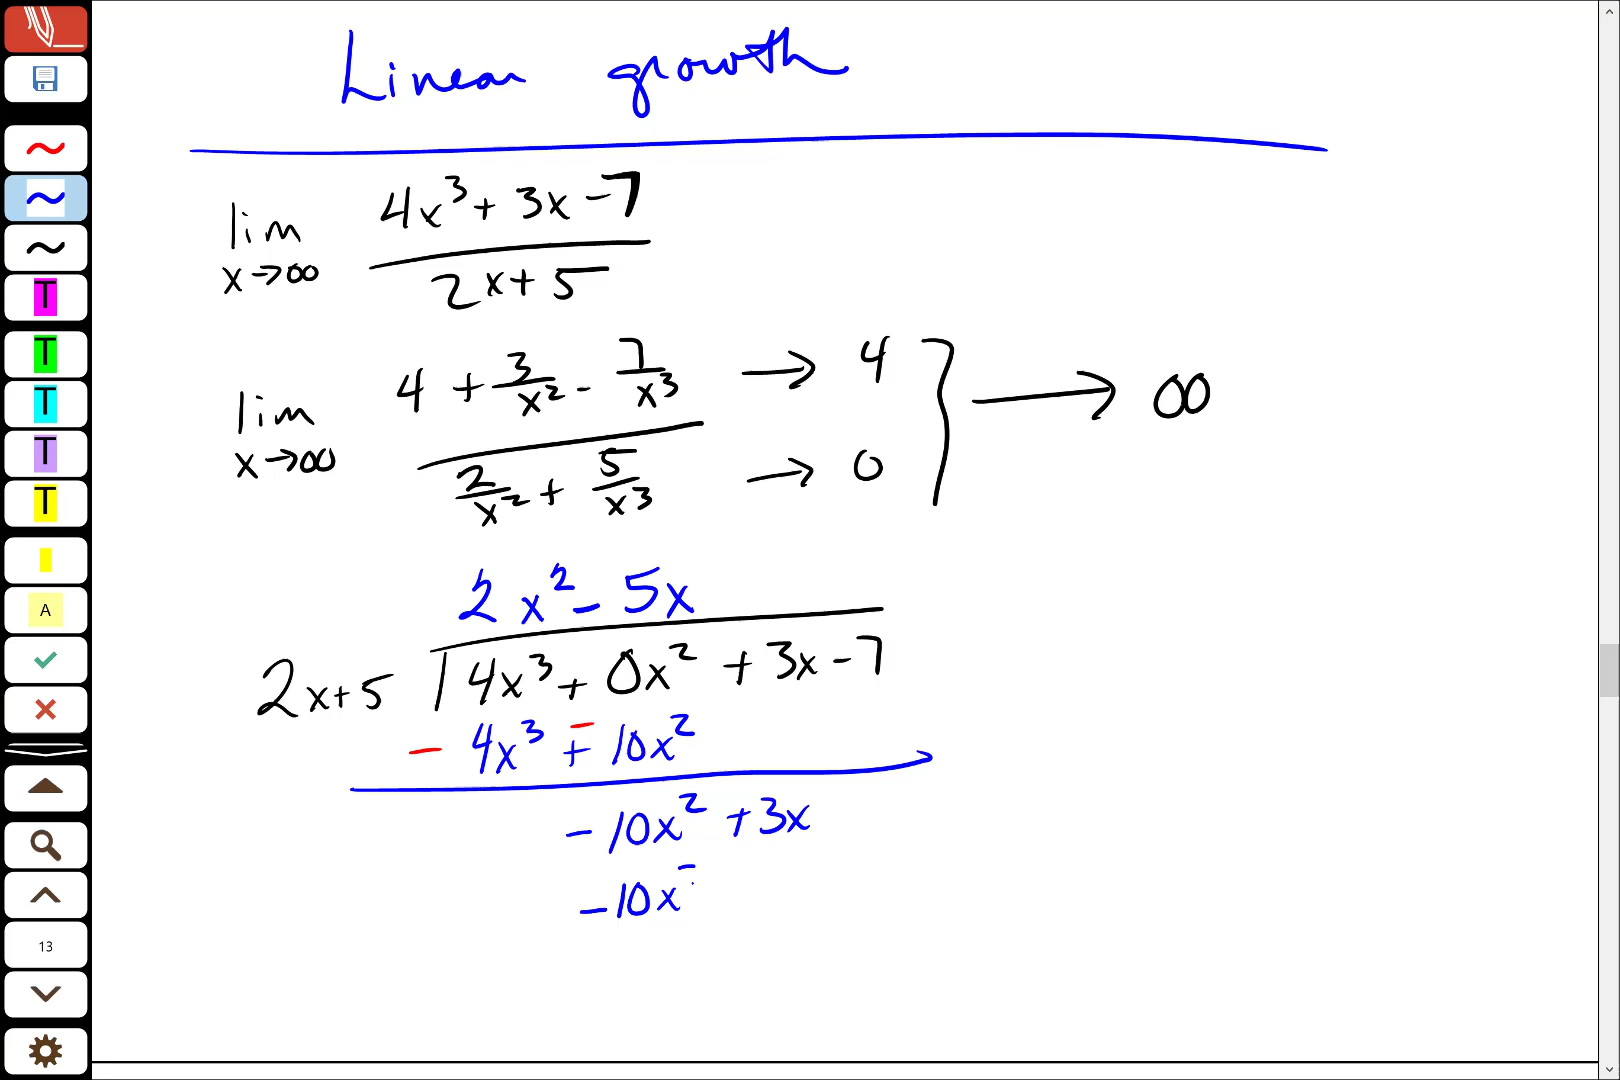 Linear growth
lim x→∞ (4x³ + 3x - 7) / (2x + 5)
lim x→∞ (4 + 3/x² - 7/x³) / (2/x² + 5/x³) → 4 → 0 } → ∞
2x² - 5x
2x+5 4x³ + 0x² + 3x - 7
- 4x³ + - 10x²
- 10x² + 3x
- 10x
T
T
T
T
T
A
13